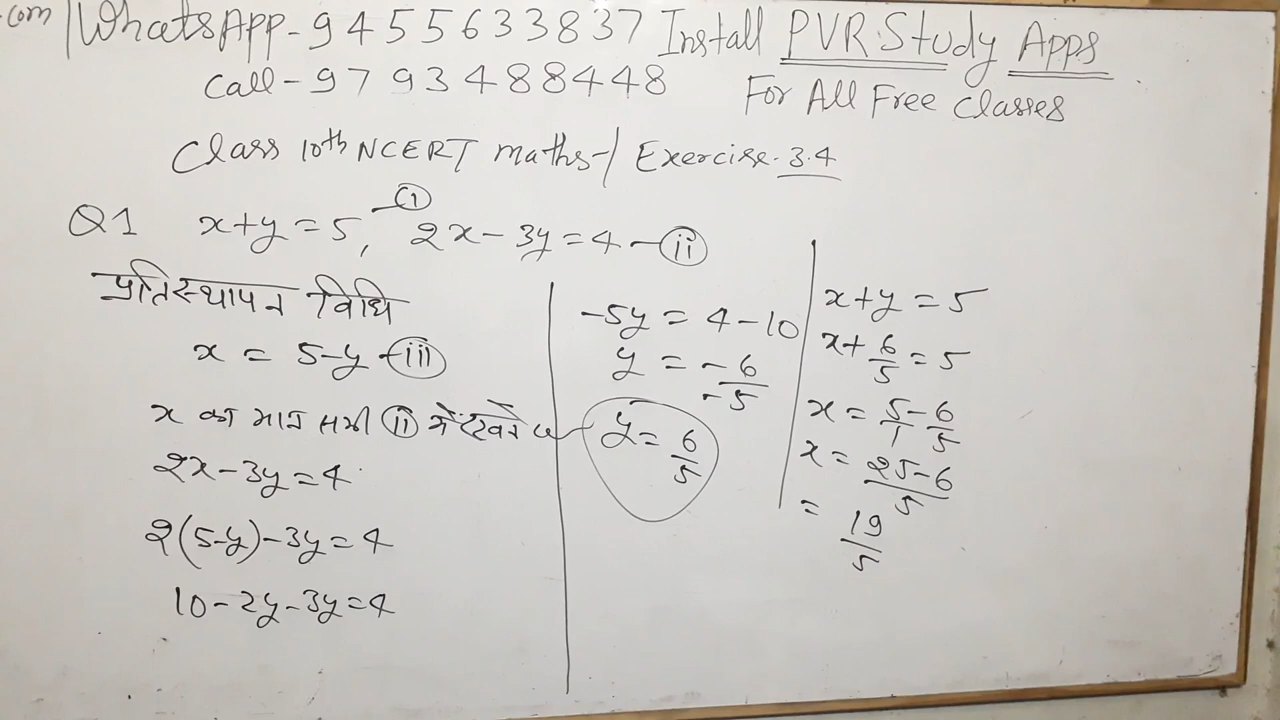 .com/WhatsApp-9455633837 Install PVR Study Apps
Call-9793488448 For All Free Classes
Class 10th NCERT maths-/ Exercise. 3.4
Q1 x+y=5, —(i) 2x-3y=4 —(ii)
प्रतिस्थापन विधि
x = 5-y —(iii)
x का मान समी (ii) में रखने
2x-3y=4
2(5-y)-3y=4
10-2y-3y=4
-5y = 4-10
y = -6/-5
y = 6/5
x+y=5
x+6/5=5
x=5/1-6/5
x=25-6/5
= 19/5